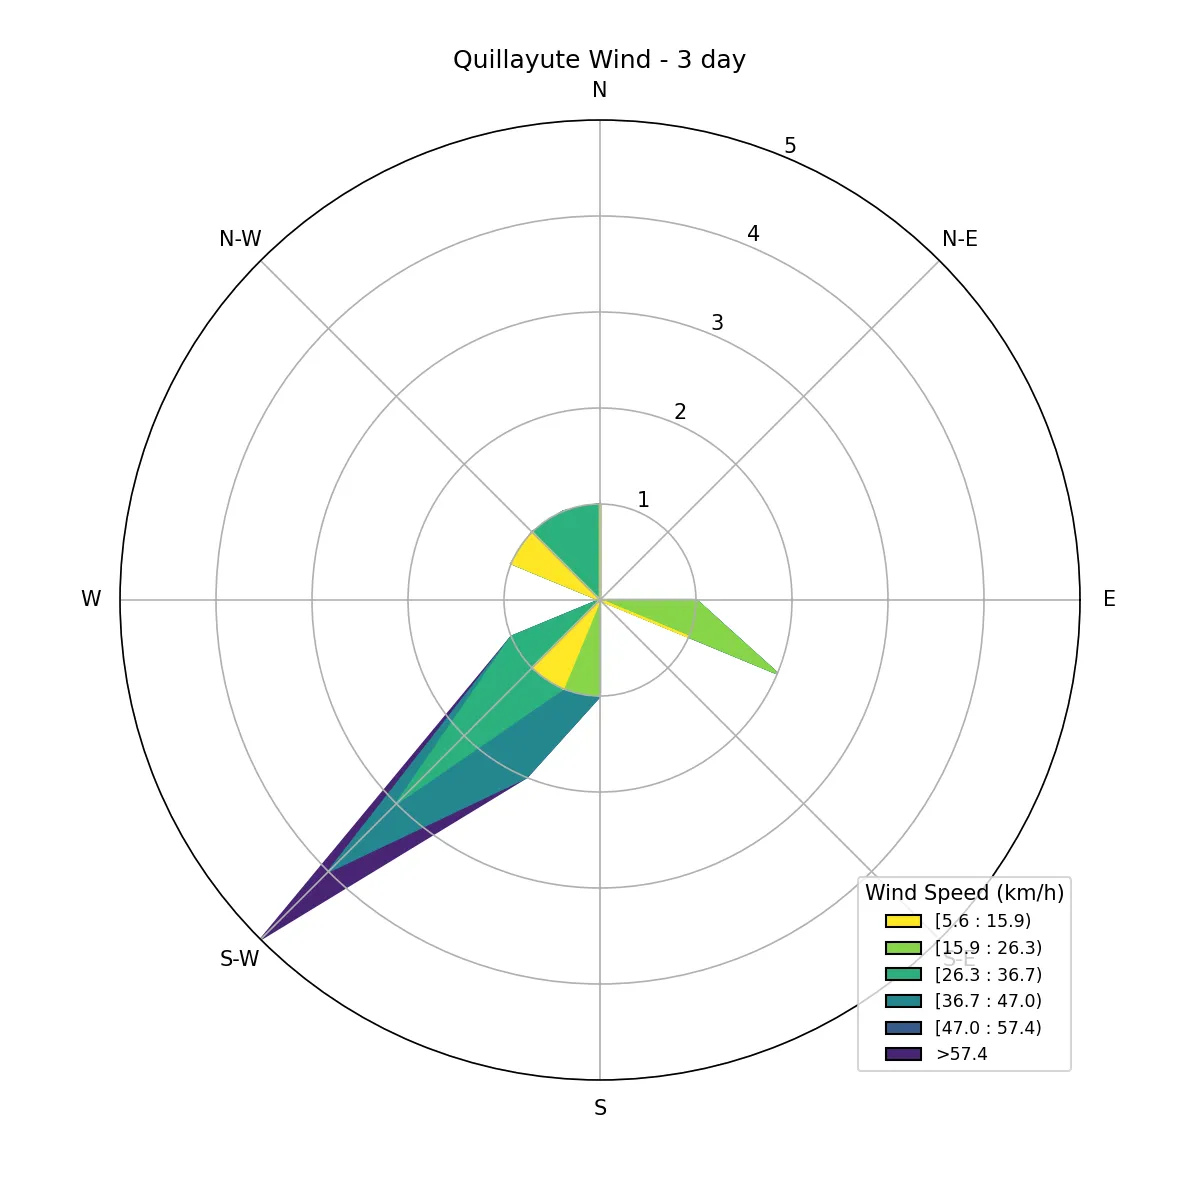 Quillayute Wind - 3 day
N
5
N-W
4
N-E
3
2
1
W
E
Wind Speed (km/h)
[5.6 : 15.9)
[15.9 : 26.3)
S-W
S-E
[26.3 : 36.7)
[36.7 : 47.0)
[47.0 : 57.4)
>57.4
S